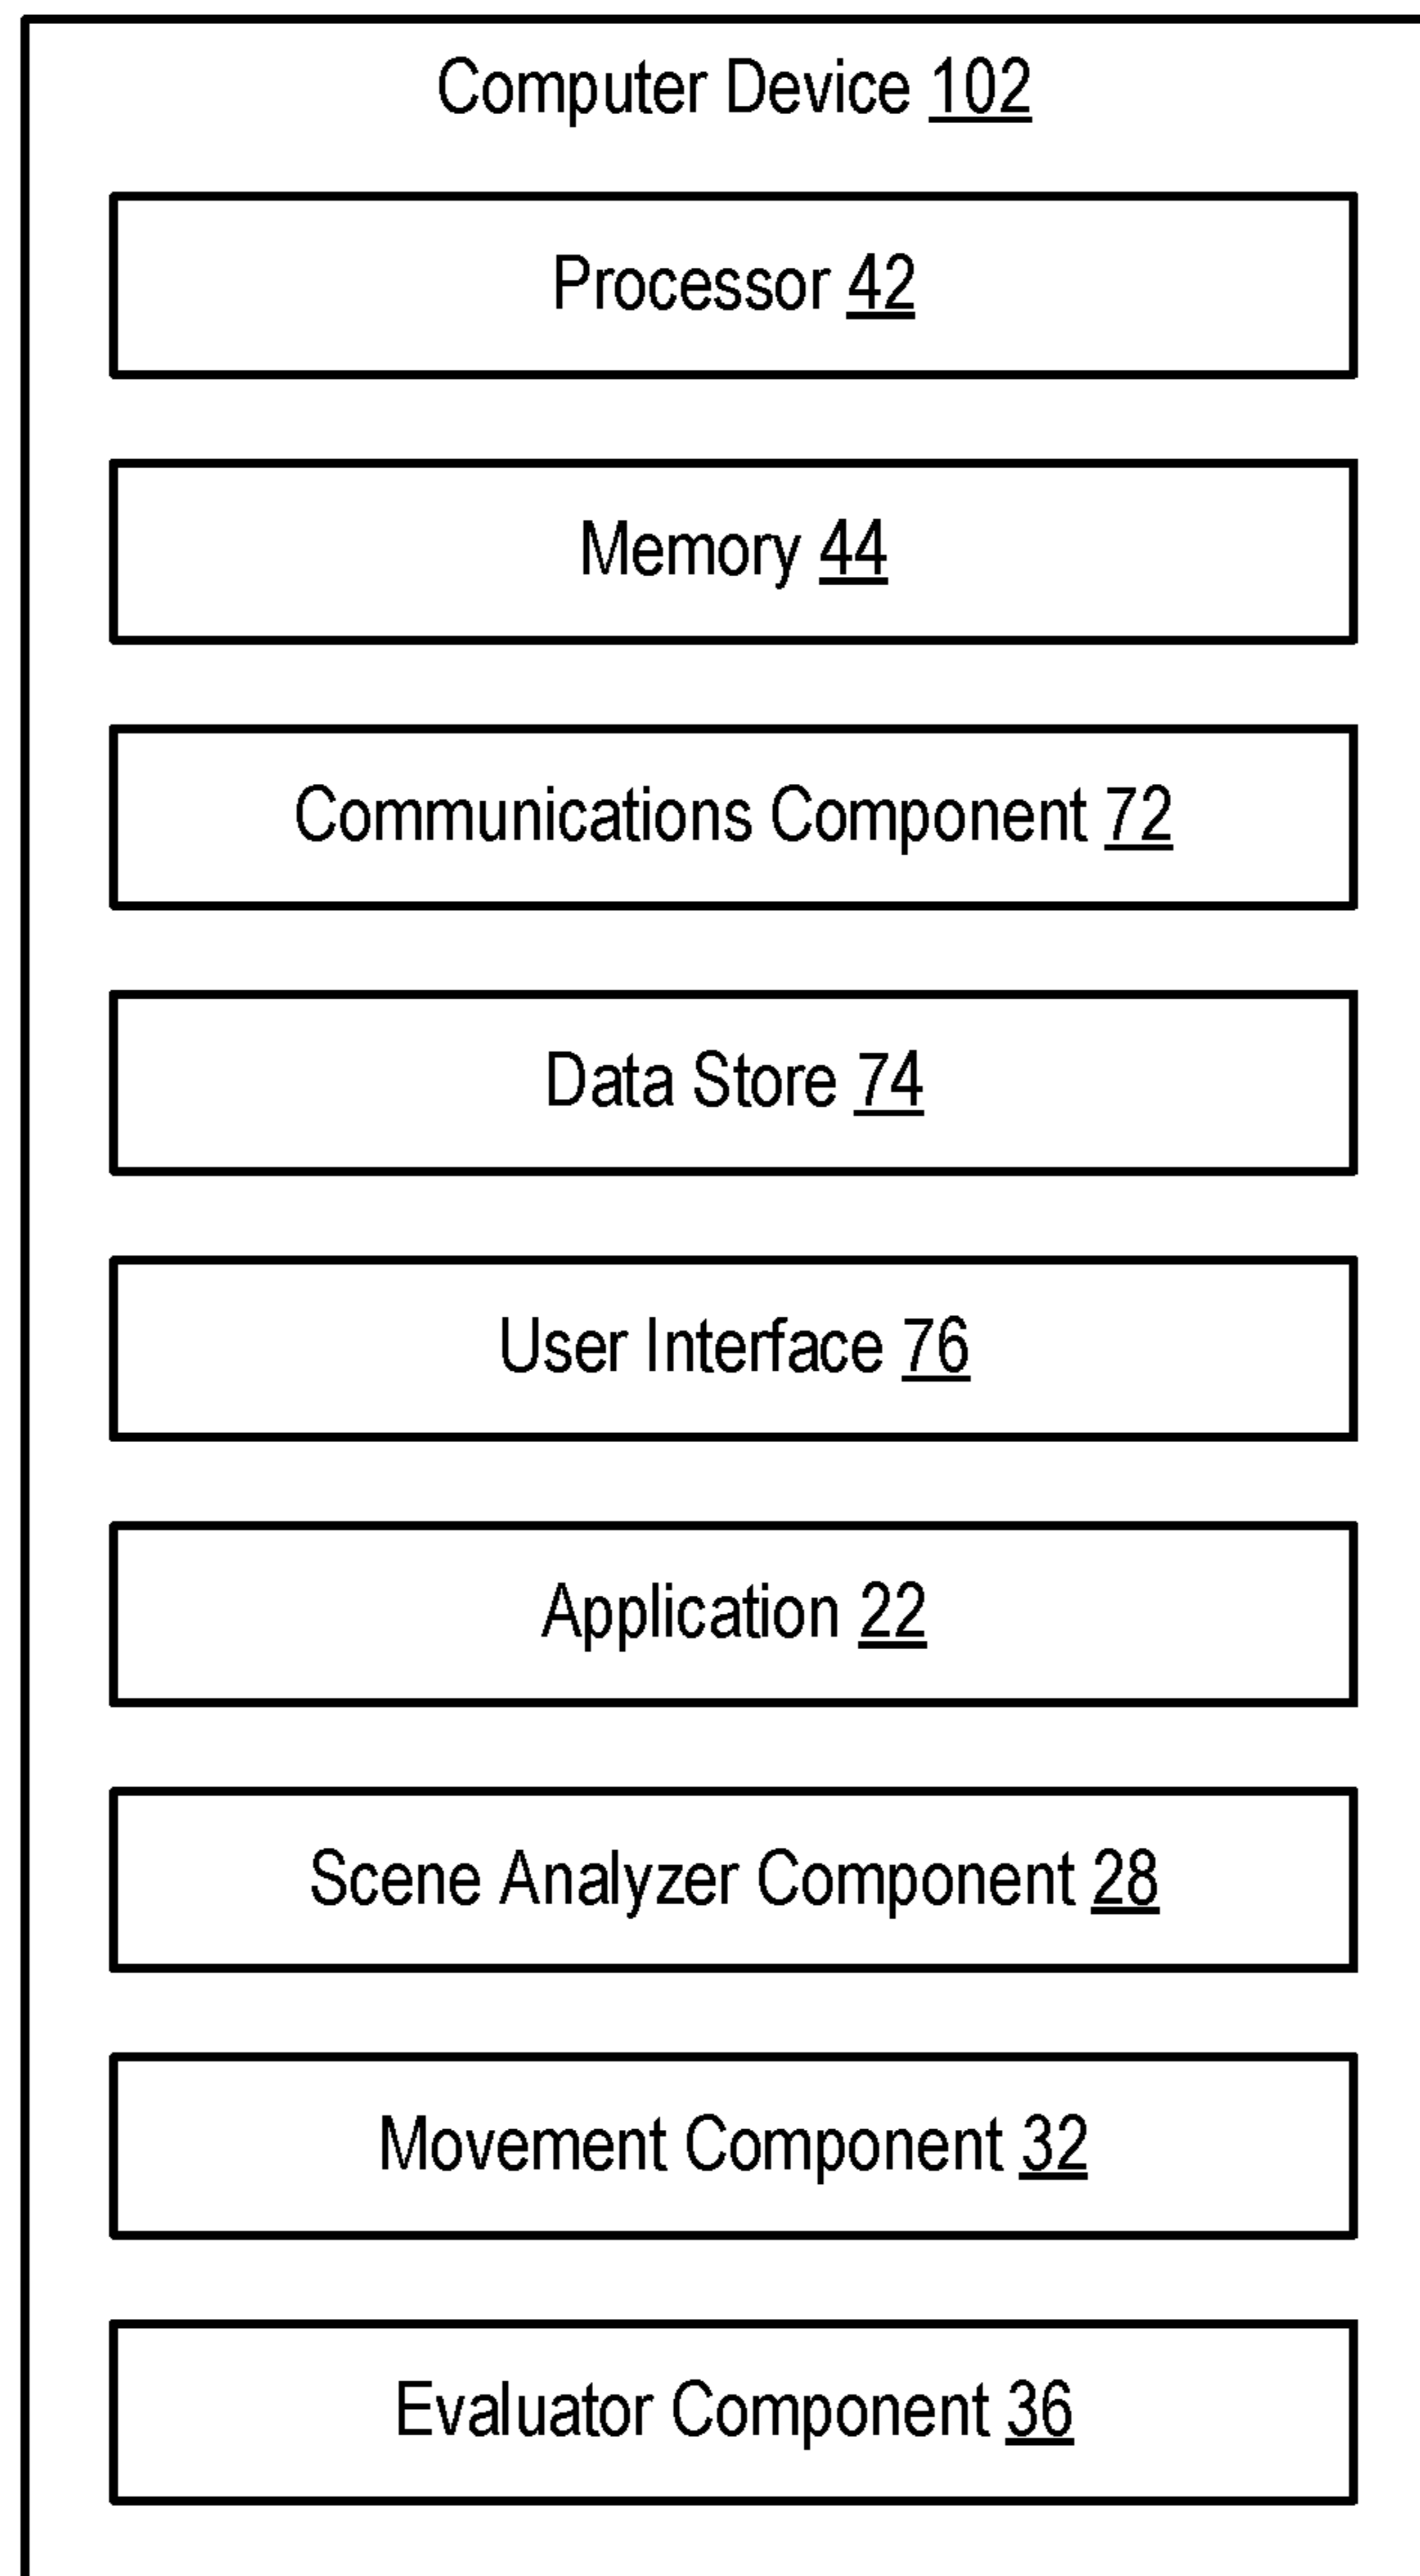 Computer Device 102
Processor 42
Memory 44
Communications Component 72
Data Store 74
User Interface 76
Application 22
Scene Analyzer Component 28
Movement Component 32
Evaluator Component 36